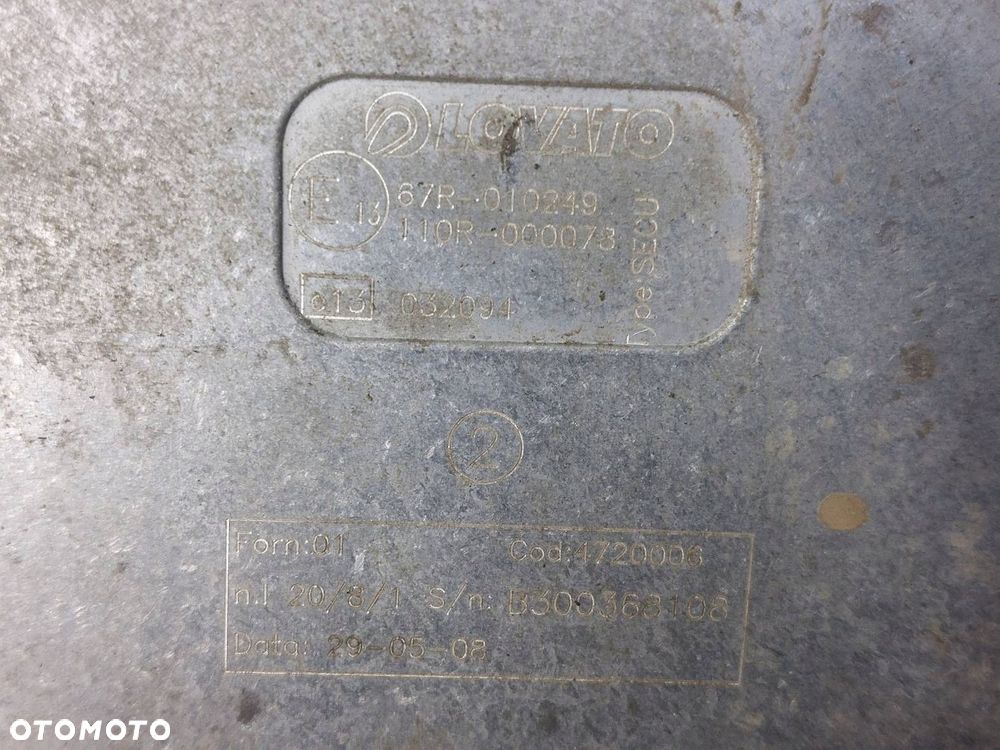 LOVATO
E 13
67R-010249
110R-000078
e13 032094
Type SECU
2
Forn:01 Cod:4720006
n.l 20/8/1 S/n: B300368108
Data: 29-05-08
OTOMOTO